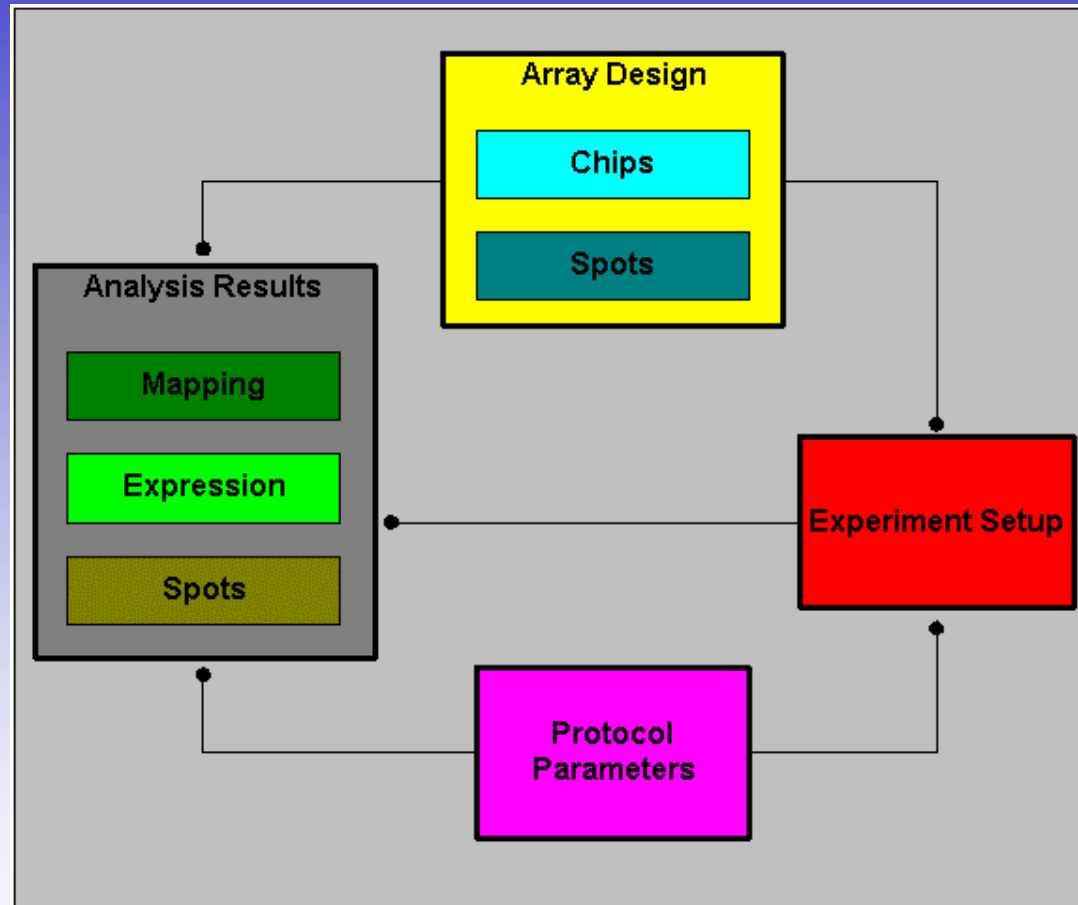 Array Design
Chips
Spots
Analysis Results
Mapping
Expression
Spots
Experiment Setup
Protocol
Parameters